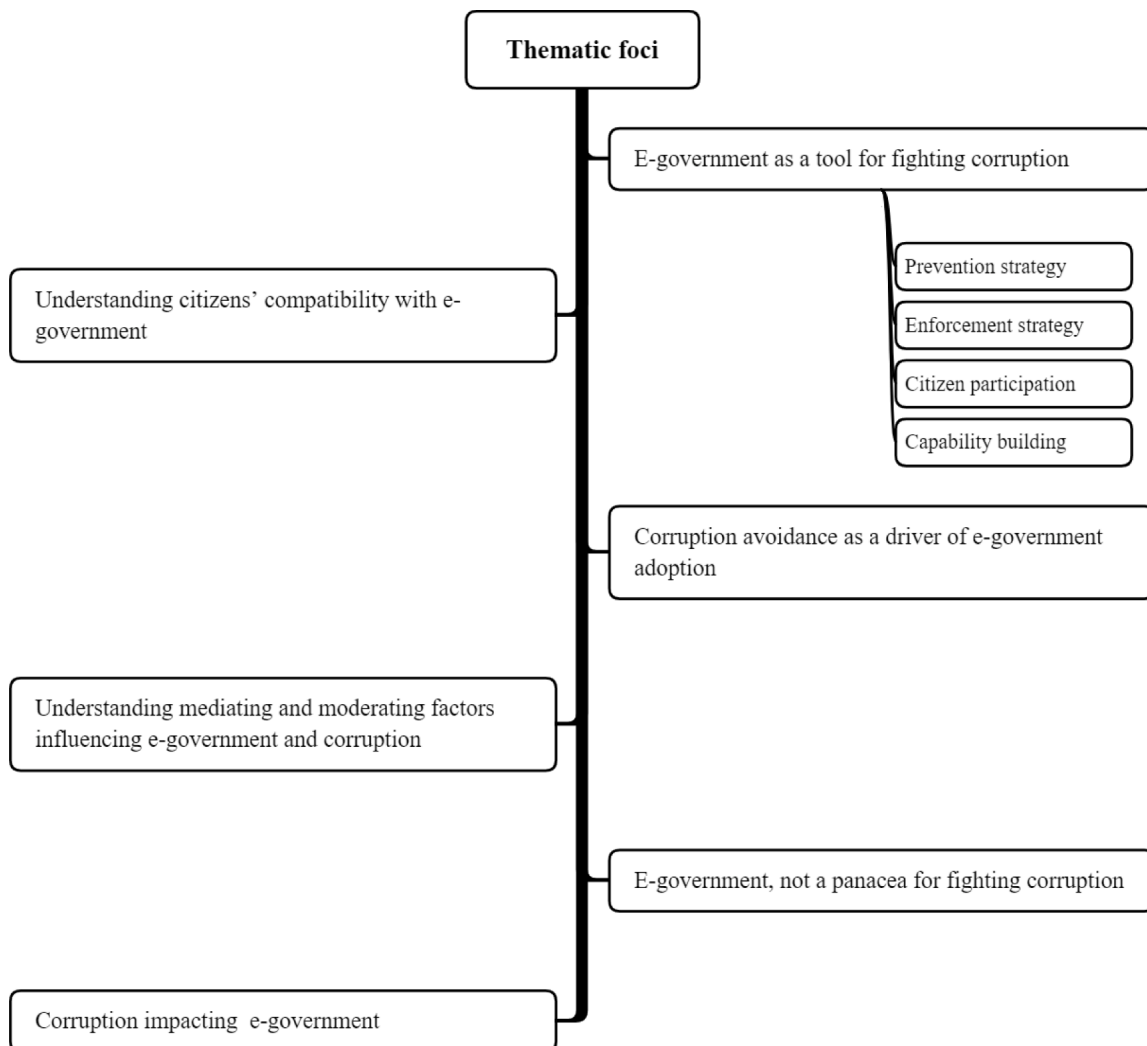 Thematic foci
E-government as a tool for fighting corruption
Prevention strategy
Enforcement strategy
Citizen participation
Capability building
Understanding citizens’ compatibility with e-
government
Corruption avoidance as a driver of e-government
adoption
Understanding mediating and moderating factors
influencing e-government and corruption
E-government, not a panacea for fighting corruption
Corruption impacting  e-government